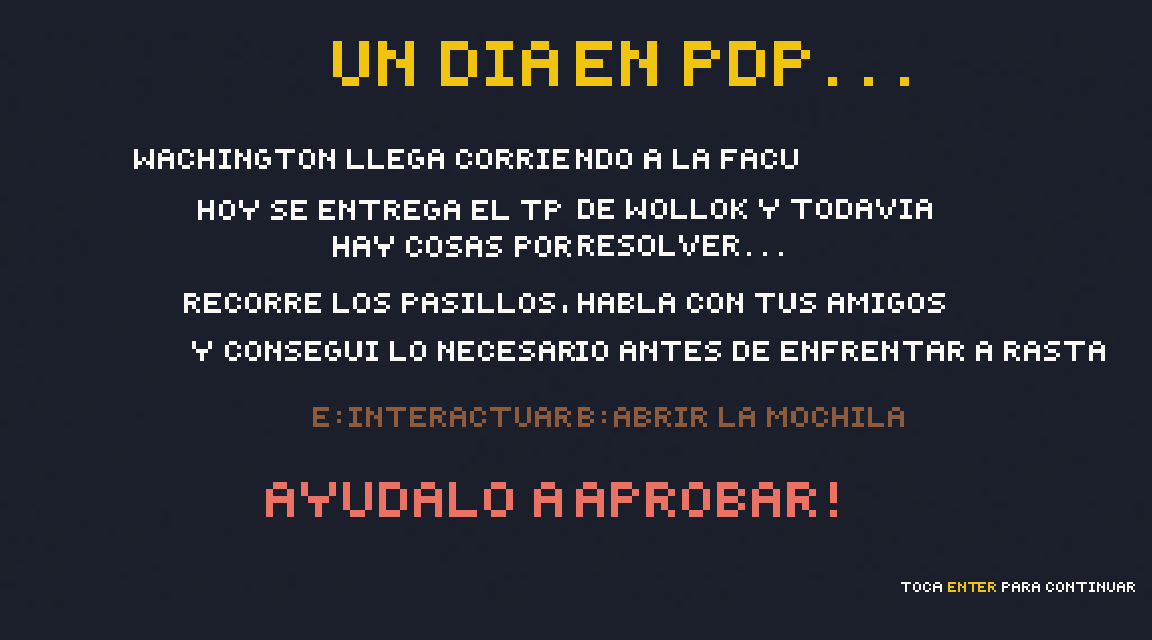 UN DIA EN PDP...
WACHINGTON LLEGA CORRIENDO A LA FACU
HOY SE ENTREGA EL TP DE WOLLOK Y TODAVIA
HAY COSAS POR RESOLVER...
RECORRE LOS PASILLOS, HABLA CON TUS AMIGOS
Y CONSEGUI LO NECESARIO ANTES DE ENFRENTAR A RASTA
E:INTERACTUAR B:ABRIR LA MOCHILA
AYUDALO A APROBAR!
TOCA ENTER PARA CONTINUAR